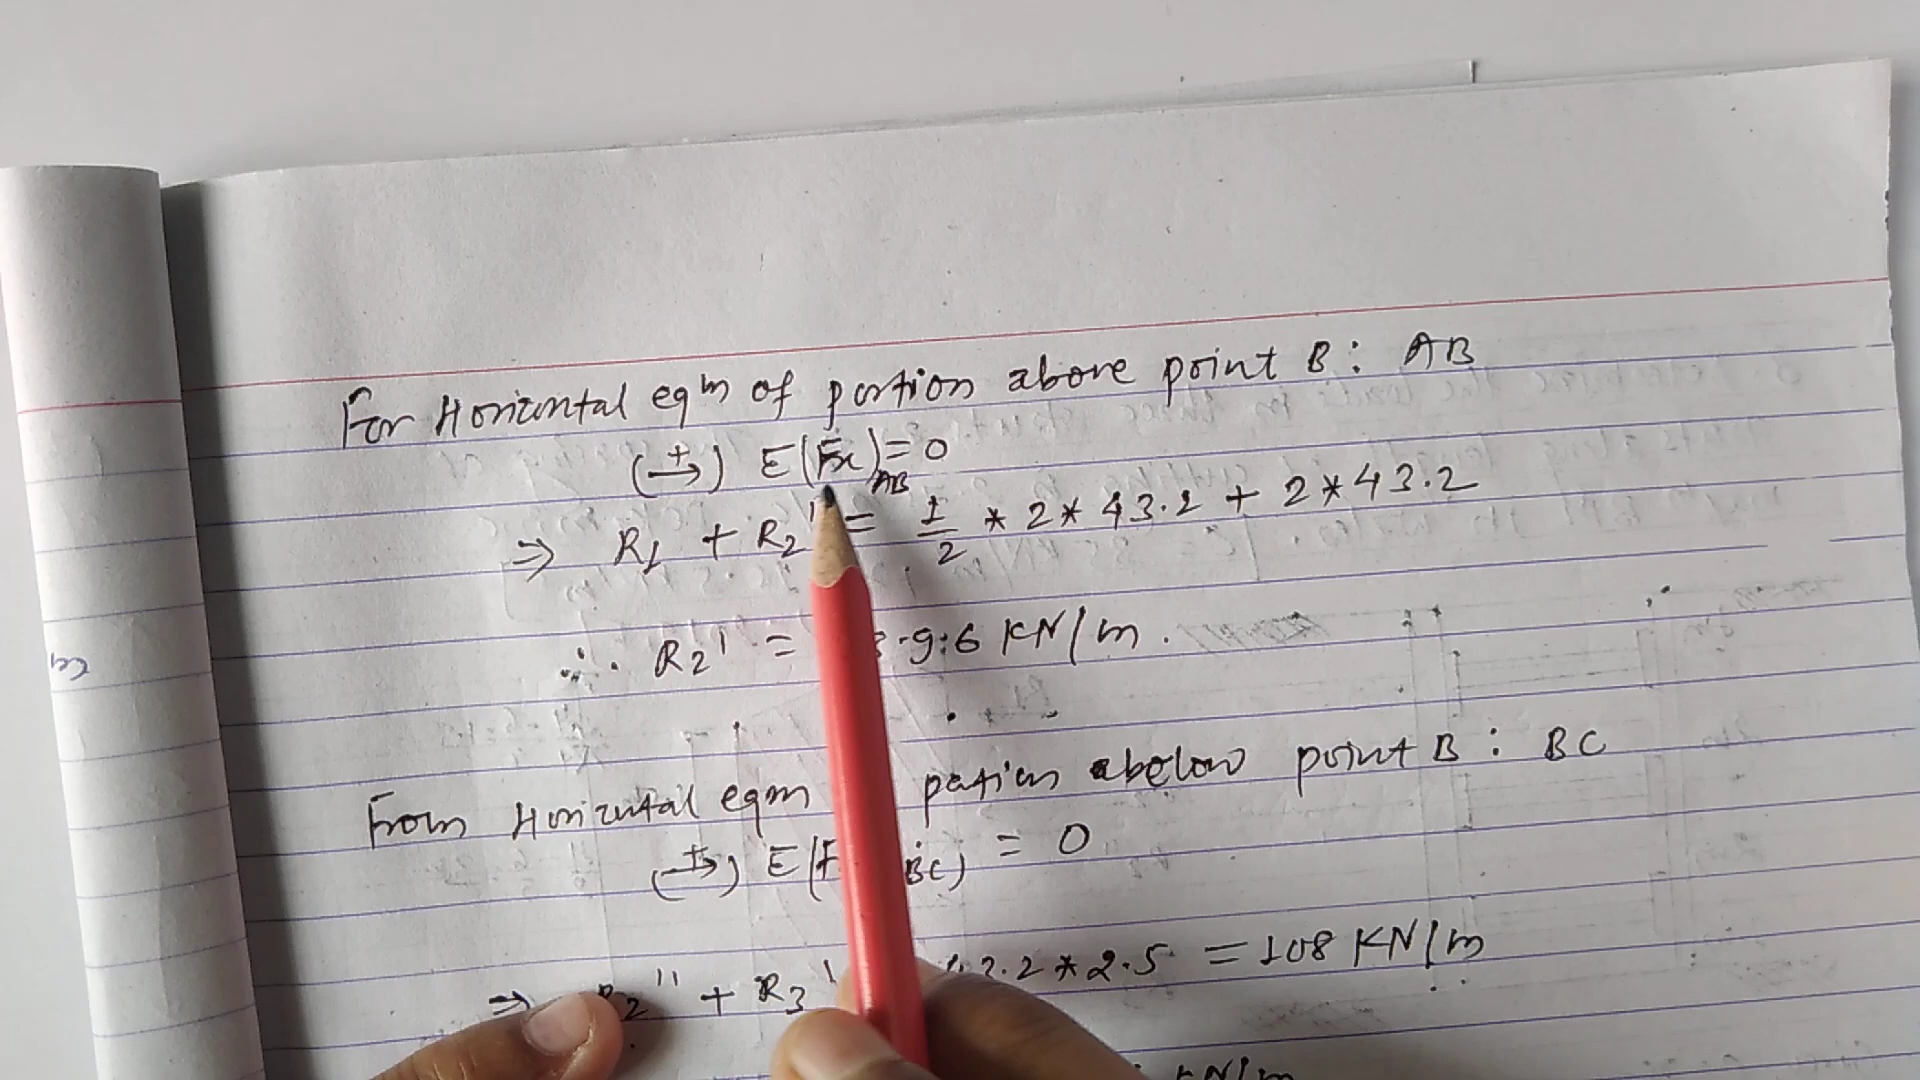 For Horizontal eqm of portion above point B: AB
(+→) Σ(Fx)AB = 0
⇒ R1 + R2' = 1/2 * 2 * 43.2 + 2 * 43.2
∴ R2' = 9.6 KN/m.
From Horizontal eqm portion below point B: BC
(+→) Σ(F BC) = 0
⇒ R2'' + R3 2.2 * 2.5 = 108 KN/m
KN/m